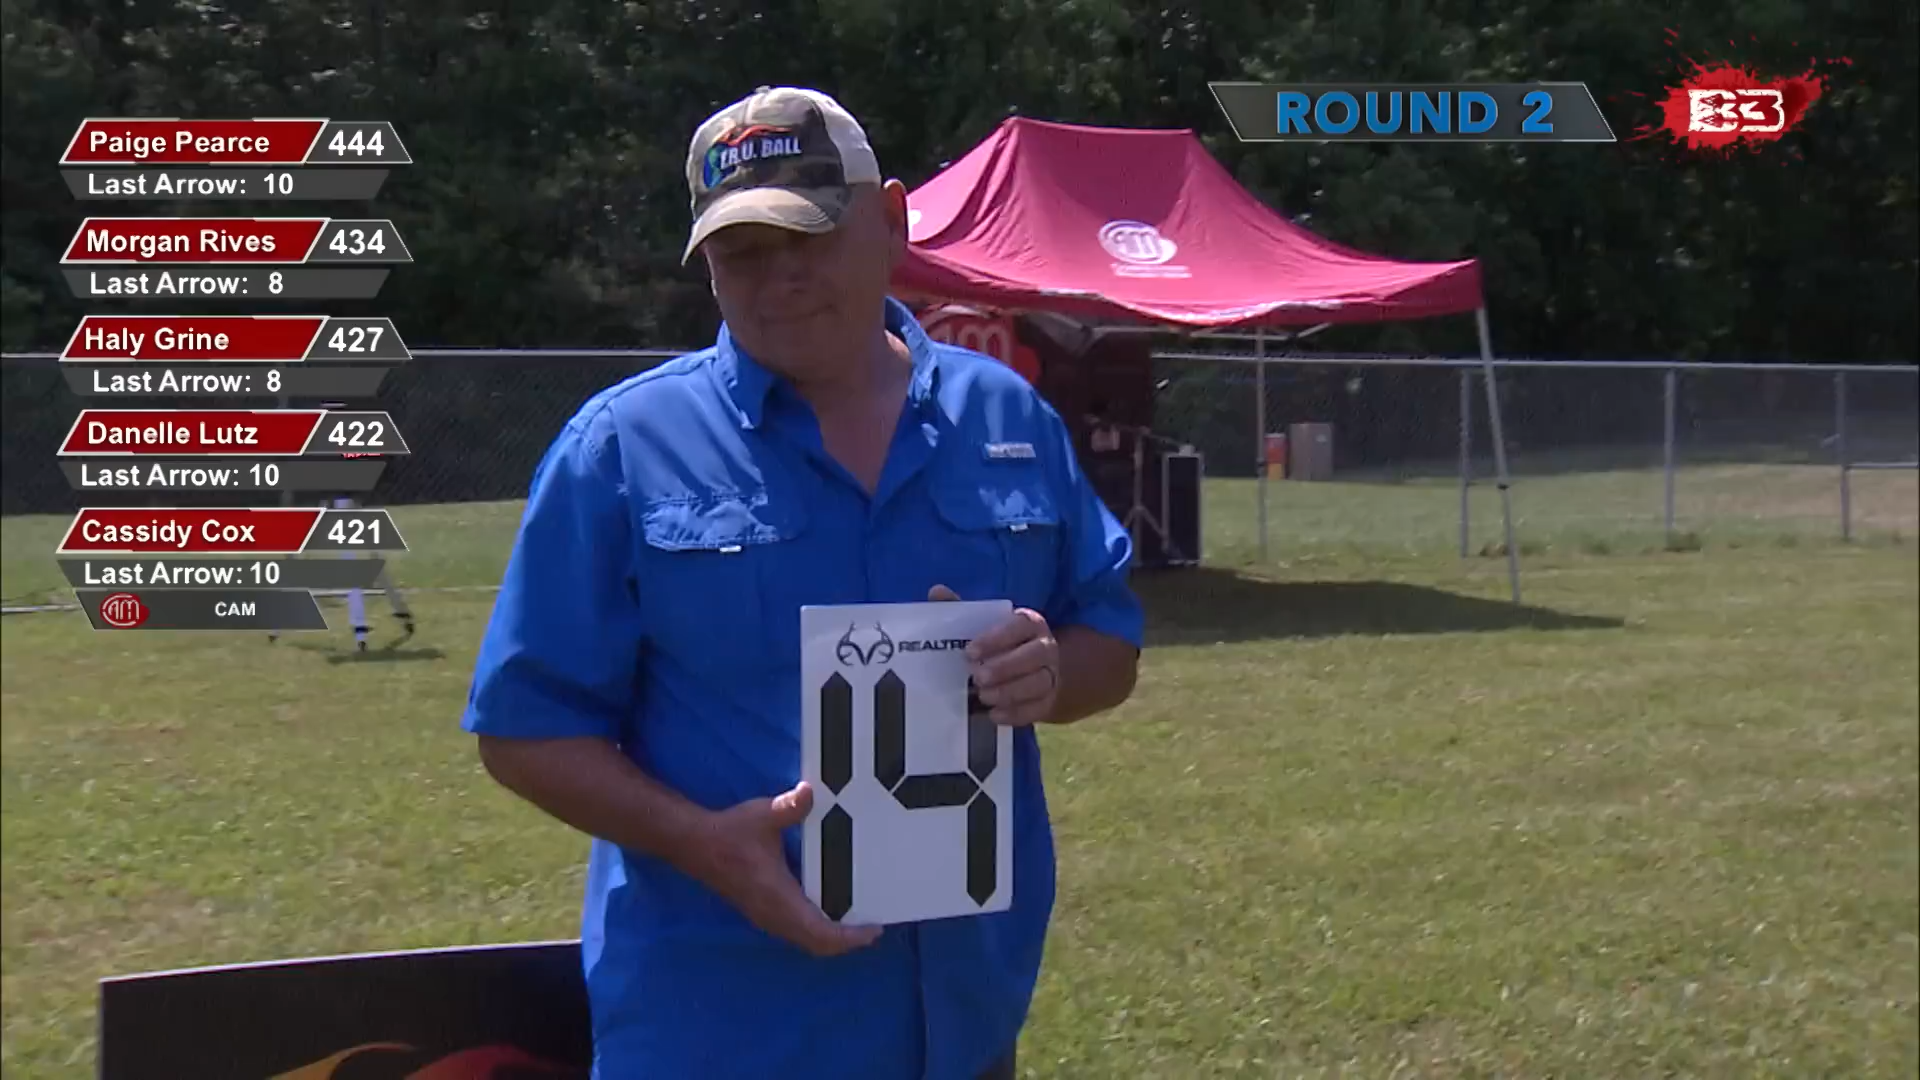 ROUND 2
B3
Paige Pearce 444
Last Arrow: 10
Morgan Rives 434
Last Arrow: 8
Haly Grine 427
Last Arrow: 8
Danelle Lutz 422
Last Arrow: 10
Cassidy Cox 421
Last Arrow: 10
CAM
T.R.U. BALL
REALTRE
14